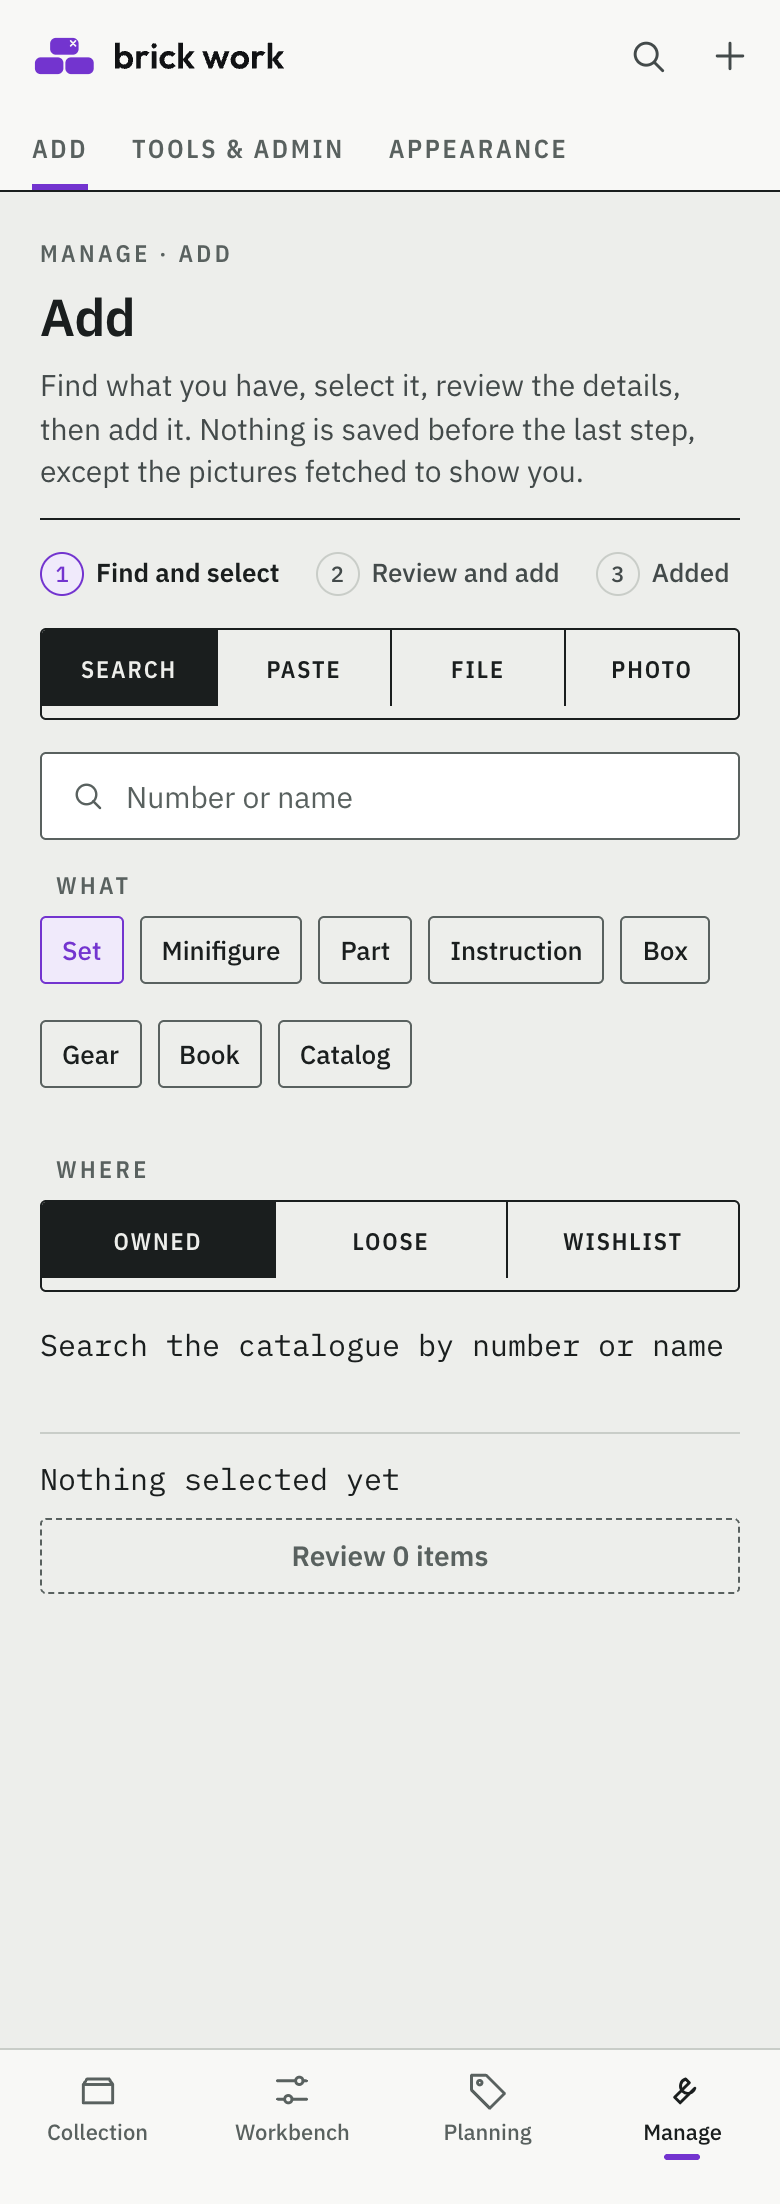 brick work
ADD TOOLS & ADMIN APPEARANCE
MANAGE · ADD
Add
Find what you have, select it, review the details,
then add it. Nothing is saved before the last step,
except the pictures fetched to show you.
1 Find and select 2 Review and add 3 Added
SEARCH PASTE FILE PHOTO
Number or name
WHAT
Set Minifigure Part Instruction Box
Gear Book Catalog
WHERE
OWNED LOOSE WISHLIST
Search the catalogue by number or name
Nothing selected yet
Review 0 items
Collection Workbench Planning Manage